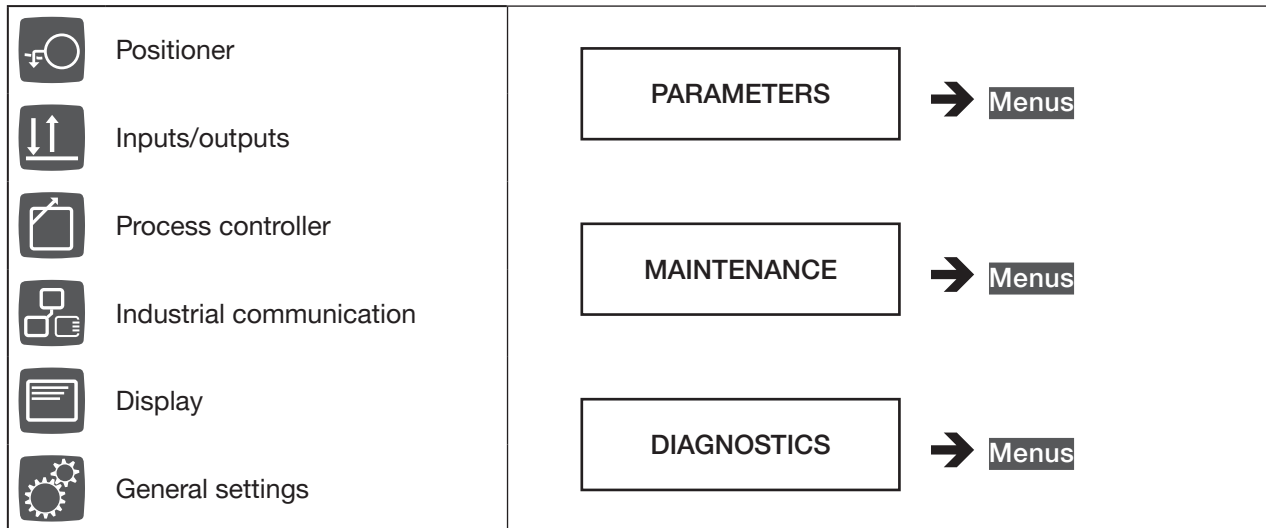 Positioner
Inputs/outputs
Process controller
Industrial communication
Display
General settings
PARAMETERS
Menus
MAINTENANCE
Menus
DIAGNOSTICS
Menus